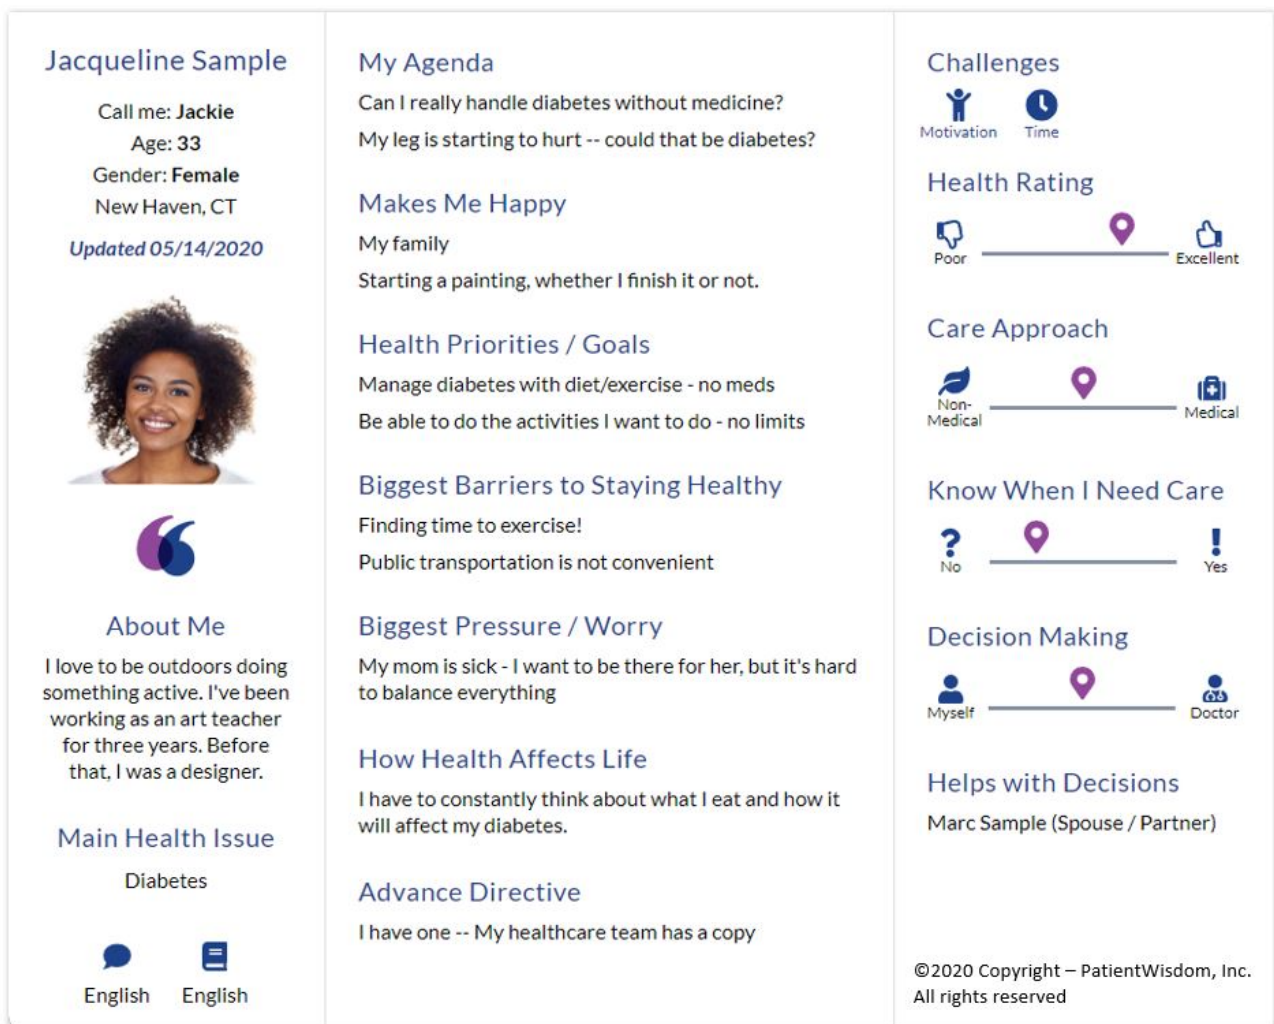 Jacqueline Sample
Call me: Jackie
Age: 33
Gender: Female
New Haven, CT
Updated 05/14/2020
About Me
I love to be outdoors doing
something active. I've been
working as an art teacher
for three years. Before
that, I was a designer.
Main Health Issue
Diabetes
English English
My Agenda
Can I really handle diabetes without medicine?
My leg is starting to hurt -- could that be diabetes?
Makes Me Happy
My family
Starting a painting, whether I finish it or not.
Health Priorities / Goals
Manage diabetes with diet/exercise - no meds
Be able to do the activities I want to do - no limits
Biggest Barriers to Staying Healthy
Finding time to exercise!
Public transportation is not convenient
Biggest Pressure / Worry
My mom is sick - I want to be there for her, but it's hard
to balance everything
How Health Affects Life
I have to constantly think about what I eat and how it
will affect my diabetes.
Advance Directive
I have one -- My healthcare team has a copy
Challenges
Motivation Time
Health Rating
Poor Excellent
Care Approach
Non-
Medical Medical
Know When I Need Care
No Yes
Decision Making
Myself Doctor
Helps with Decisions
Marc Sample (Spouse / Partner)
©2020 Copyright – PatientWisdom, Inc.
All rights reserved